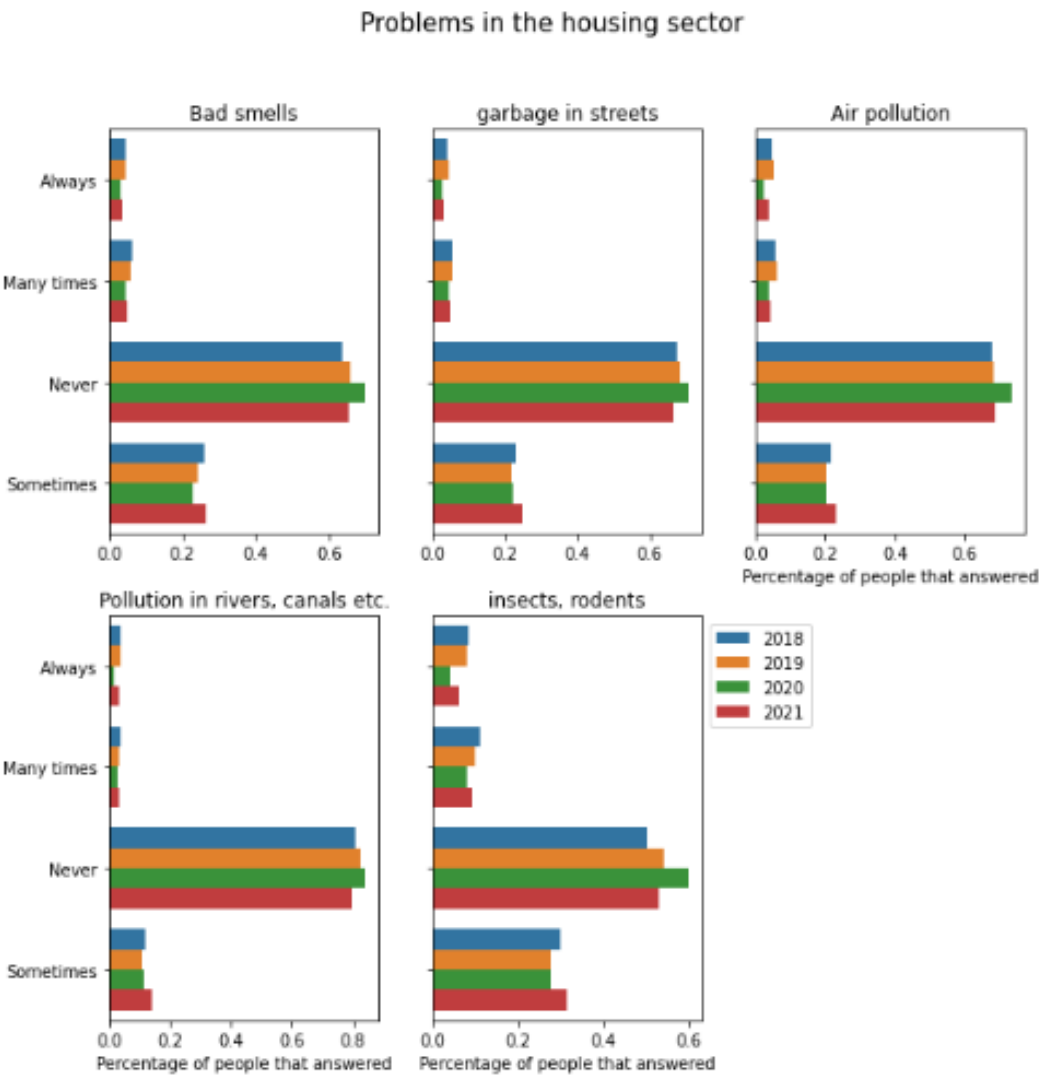 Problems in the housing sector
Bad smells
garbage in streets
Air pollution
Always
Many times
Never
Sometimes
0.0 0.2 0.4 0.6
0.0 0.2 0.4 0.6
0.0 0.2 0.4 0.6
Percentage of people that answered
Pollution in rivers, canals etc.
insects, rodents
Always
Many times
Never
Sometimes
0.0 0.2 0.4 0.6 0.8
0.0 0.2 0.4 0.6
Percentage of people that answered
Percentage of people that answered
2018
2019
2020
2021